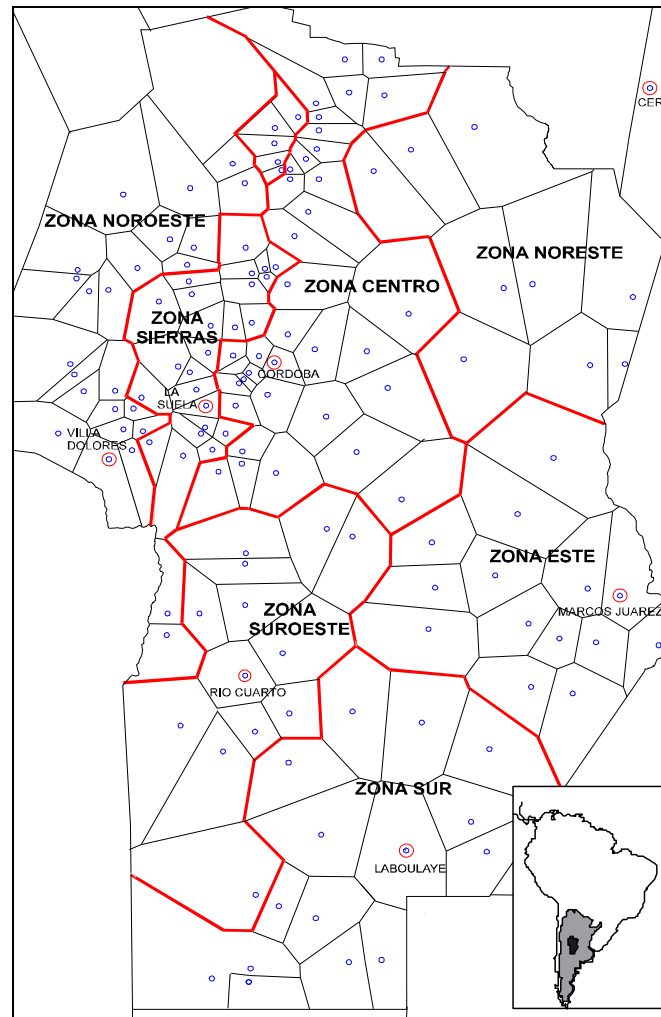 CER
ZONA NOROESTE
ZONA NORESTE
ZONA CENTRO
ZONA
SIERRAS
CORDOBA
LA
SUELA
VILLA
DOLORES
ZONA ESTE
MARCOS JUAREZ
ZONA
SUROESTE
RIO CUARTO
ZONA SUR
LABOULAYE